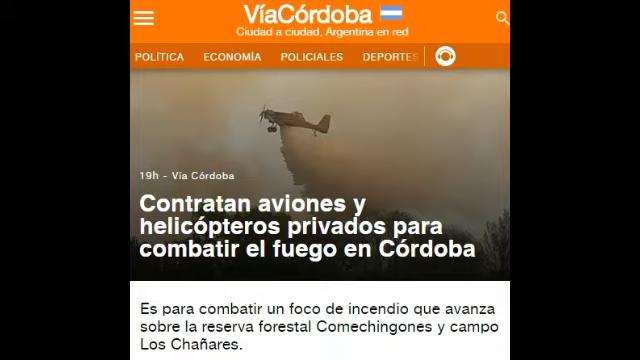 VíaCórdoba
Ciudad a ciudad, Argentina en red
POLÍTICA ECONOMÍA POLICIALES DEPORTES
19h - Vía Córdoba
Contratan aviones y
helicópteros privados para
combatir el fuego en Córdoba
Es para combatir un foco de incendio que avanza
sobre la reserva forestal Comechingones y campo
Los Chañares.